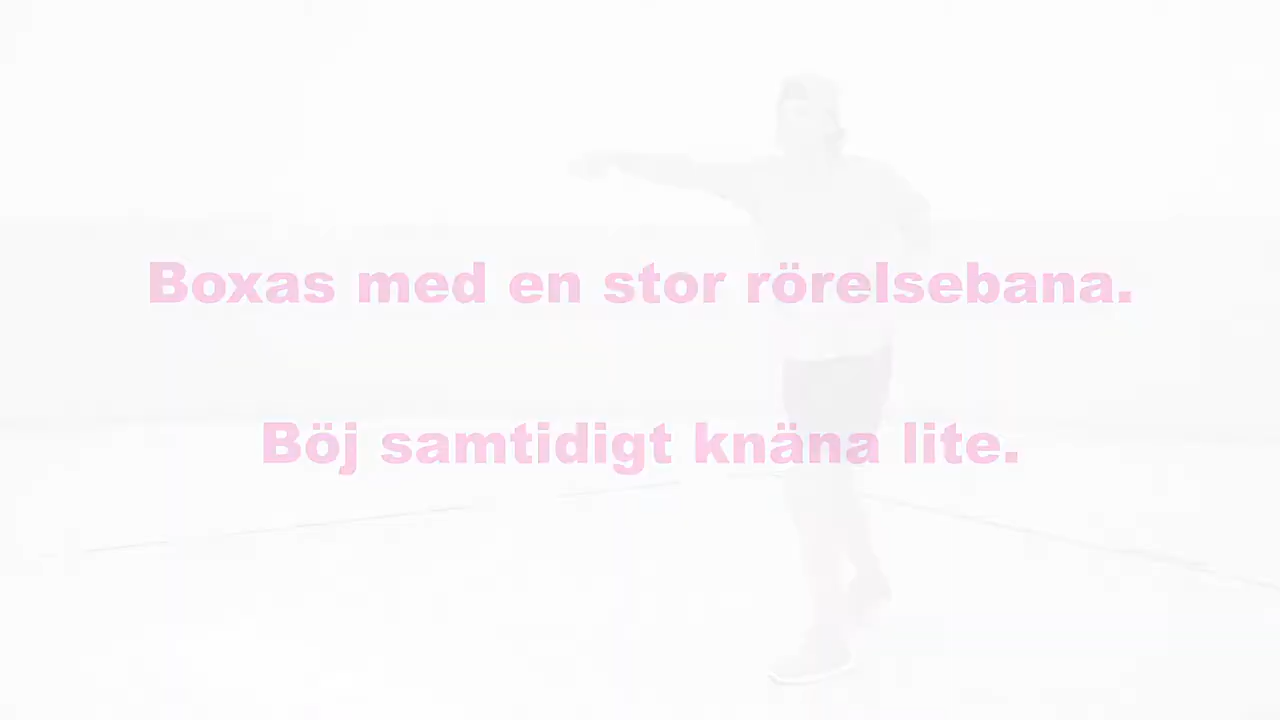 Boxas med en stor rörelsebana.
Böj samtidigt knäna lite.